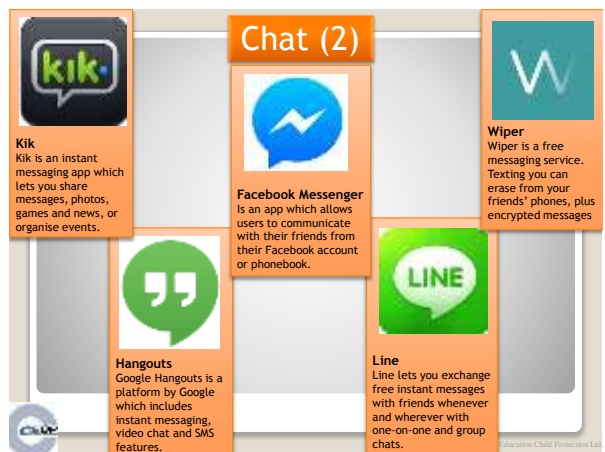 Chat (2)
kik
Kik
Kik is an instant
messaging app which
lets you share
messages, photos,
games and news, or
organise events.
Facebook Messenger
Is an app which allows
users to communicate
with their friends from
their Facebook account
or phonebook.
Wiper
Wiper is a free
messaging service.
Texting you can
erase from your
friends’ phones, plus
encrypted messages
Hangouts
Google Hangouts is a
platform by Google
which includes
instant messaging,
video chat and SMS
features.
LINE
Line
Line lets you exchange
free instant messages
with friends whenever
and wherever with
one-on-one and group
chats.
Education Child Protection Ltd